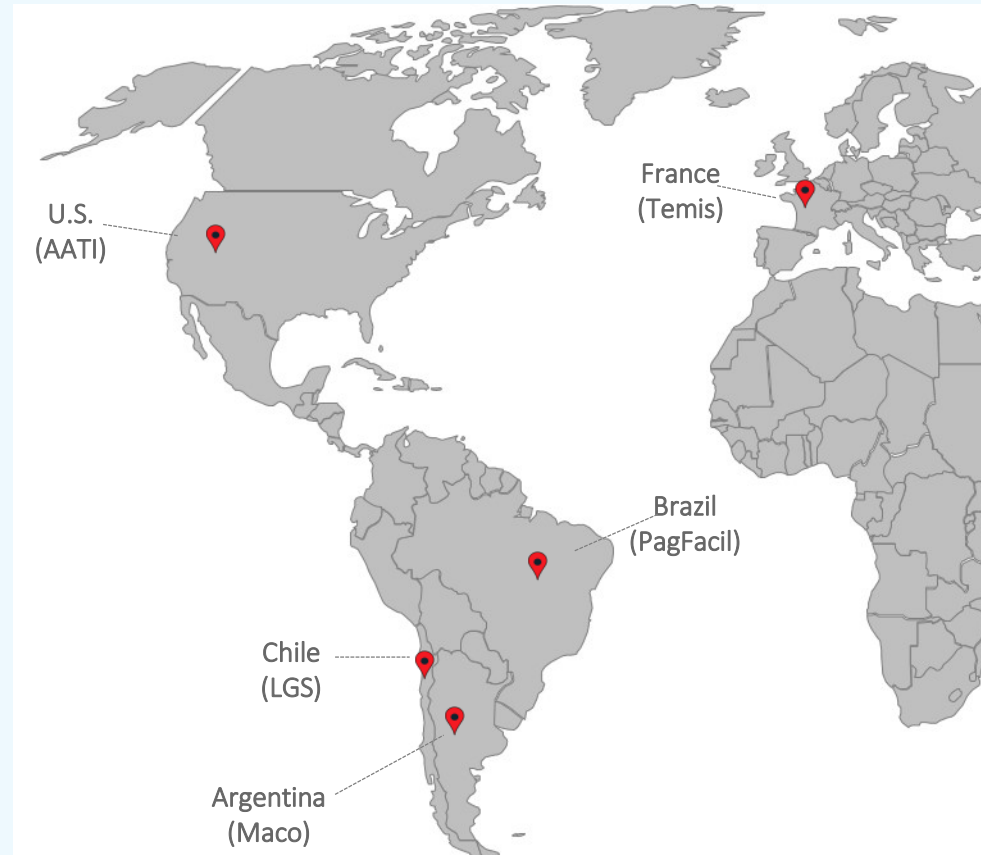 France
(Temis)
U.S.
(AATI)
Brazil
(PagFacil)
Chile
(LGS)
Argentina
(Maco)